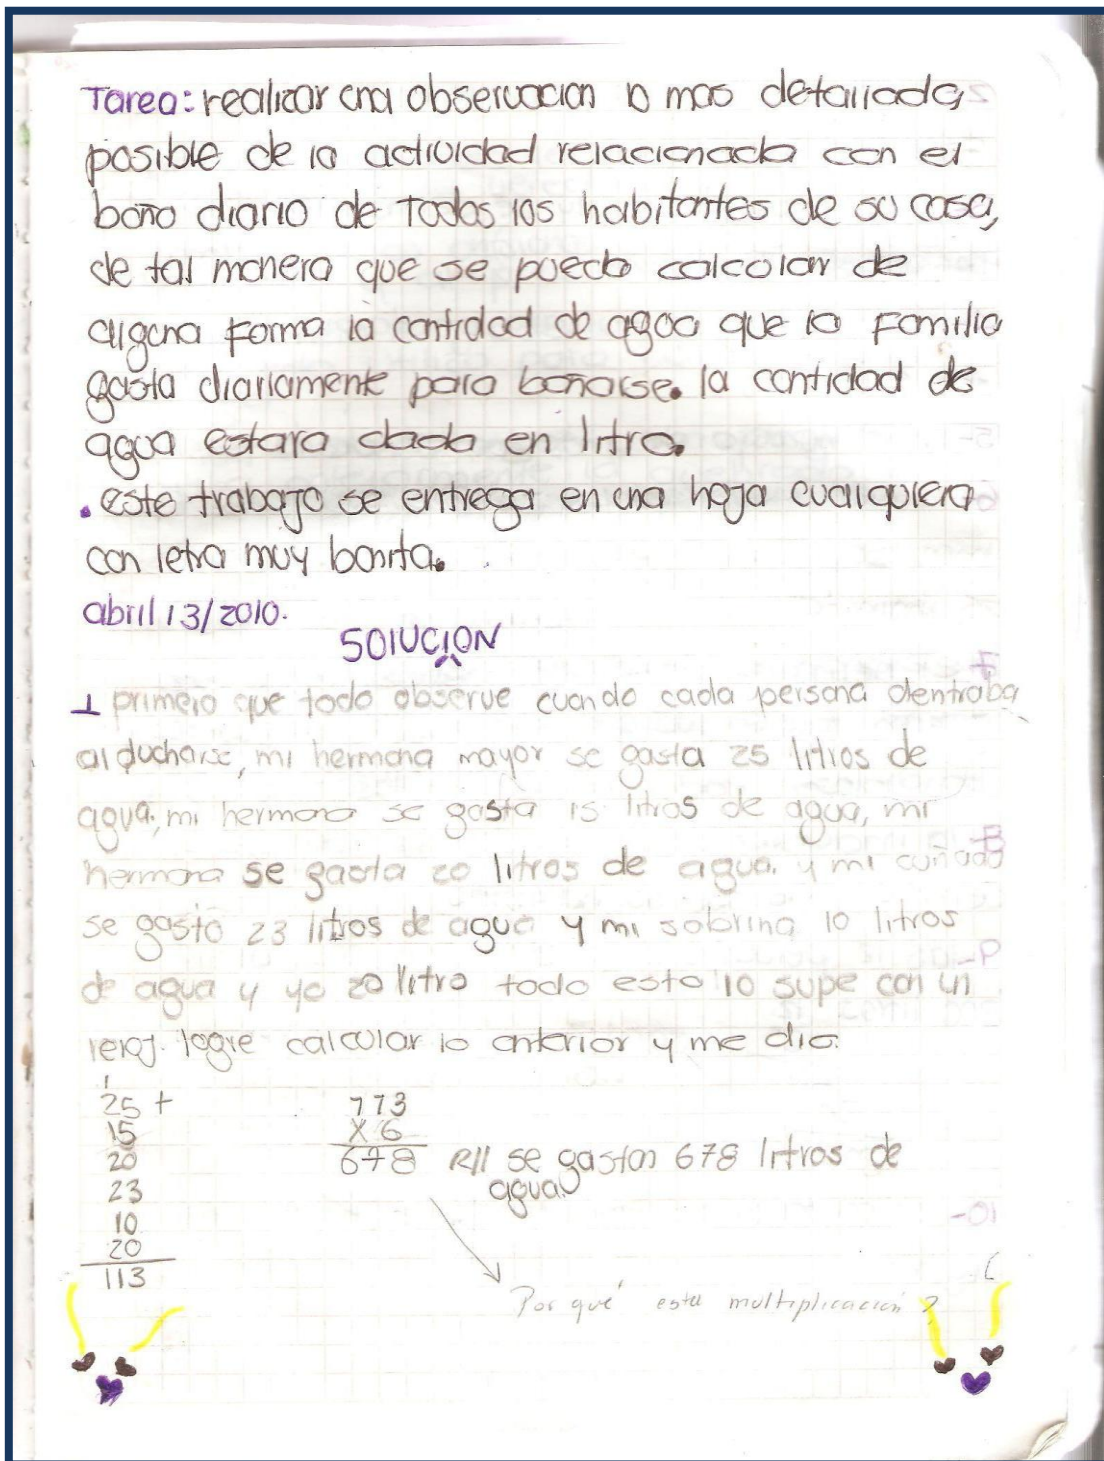 Tarea: realizar una observacion lo mas detallada
posible de la actividad relacionada con el
baño diario de todos los habitantes de su casa,
de tal manera que se pueda calcolar de
alguna forma la cantidad de agua que la familia
gasta diariamente para bañarse. la cantidad de
agua estara dada en litro.
. este trabajo se entrega en una hoja cualquiera
con letra muy bonita.
abril 13/2010.
SOlUCION
1 primero que todo observe cuando cada persona dentraba
al ducharse, mi hermana mayor se gasta 25 litros de
agua, mi hermano se gasta 15 litros de agua, mi
hermana se gasta 20 litros de agua. y mi cuñado
se gasto 23 litros de agua y mi sobrina 10 litros
de agua y yo 20 litro todo esto lo supe con un
reloj. logre calcular lo anterior y me dio.
1
25 +
15
20
23
10
20
113
113
X 6
678 R// se gastan 678 litros de
agua.
Por qué esta multiplicación ?